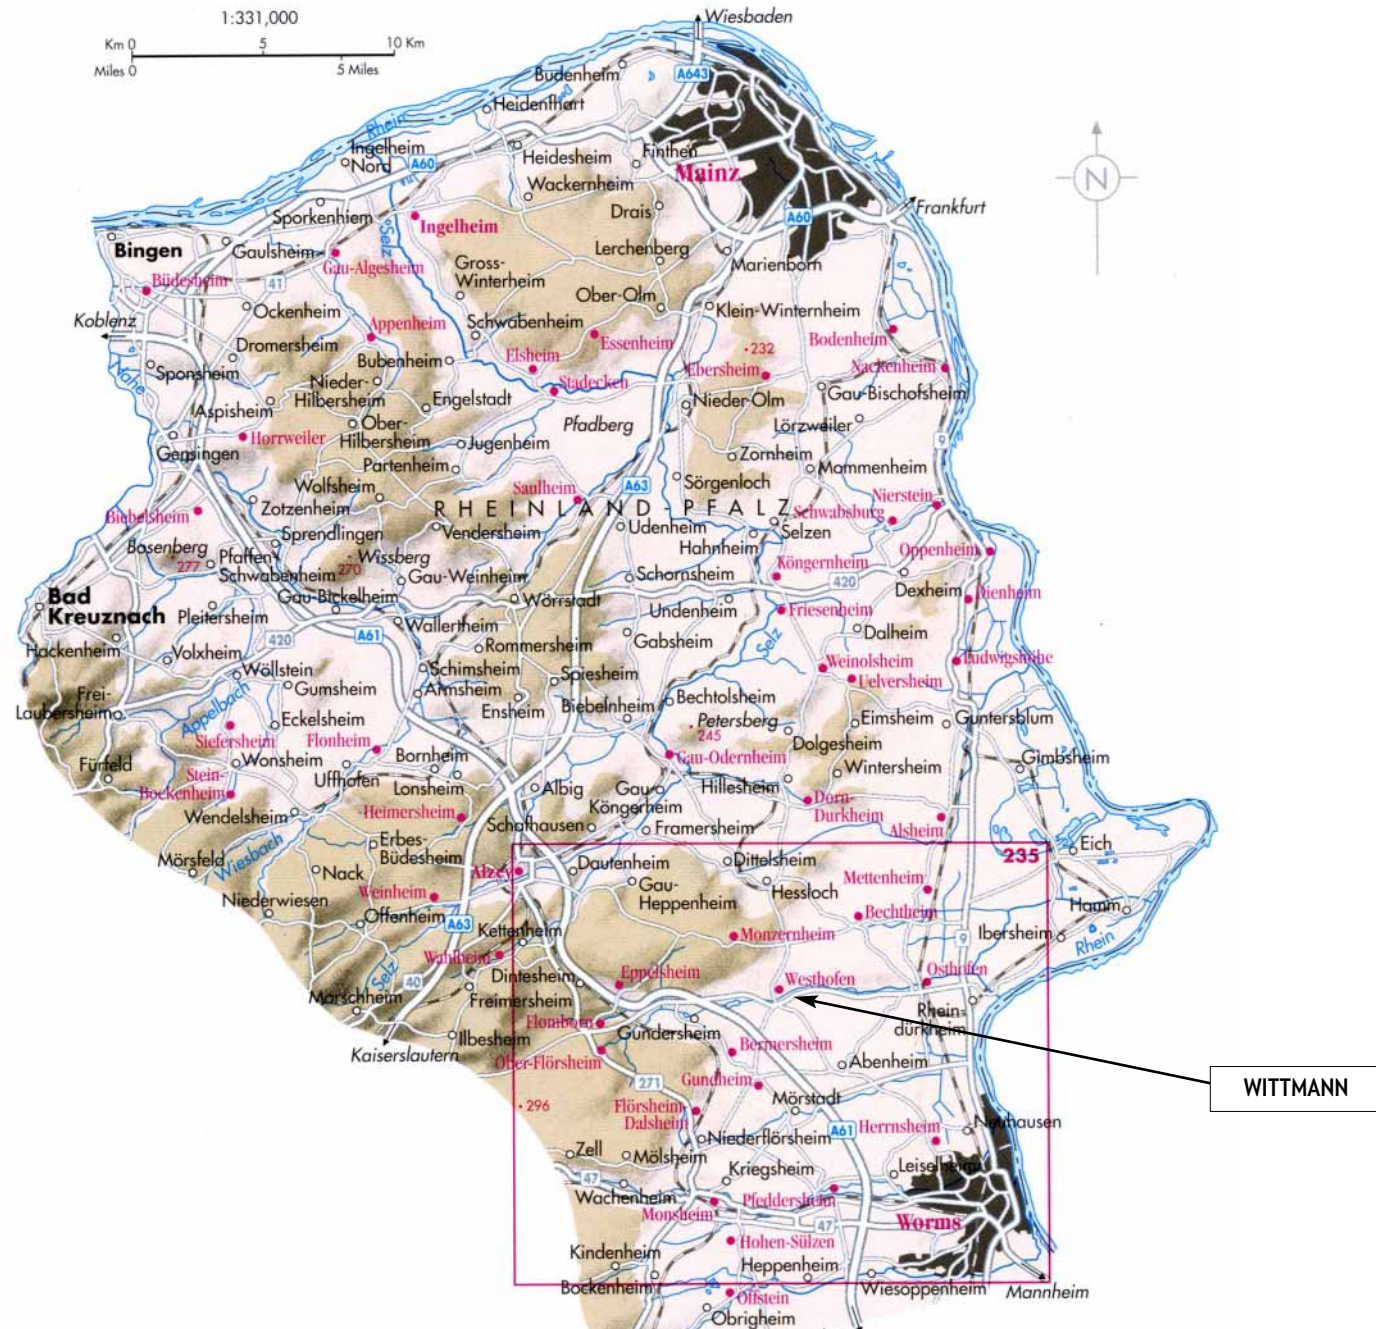 1:331,000
Km 0 5 10 Km
Miles 0 5 Miles
Wiesbaden
Budenheim
A643
Heidenfhart
Rhein
Ingelheim
Nord
A60
Heidesheim
Finthen
Mainz
Wackernheim
N
Sporkenhiem
Drais
A60
Frankfurt
Selz
Ingelheim
Bingen
Gaulsheim
Lerchenberg
Marienborn
Gau-Algesheim
Gross-
Winterheim
Büdesheim
41
Ober-Olm
Klein-Winternheim
Ockenheim
Koblenz
Appenheim
Schwabenheim
Essenheim
Bodenheim
Dromersheim
232
Bubenheim
Elsheim
Ebersheim
Nackenheim
Nahe
Sponsheim
Nieder-
Hilbersheim
Stadecken
Gau-Bischofsheim
Aspisheim
Engelstadt
Nieder-Olm
Ober-
Hilbersheim
Pfadberg
Lörzweiler
Horrweiler
Jugenheim
9
Gensingen
Zornheim
Partenheim
Mommenheim
Wolfsheim
A63
Sörgenloch
Saulheim
Nierstein
Zotzenheim
RHEINLAND-PFALZ
Biebelsheim
Schwabsburg
Sprendlingen
Vendersheim
Udenheim
Selzen
Hahnheim
Bosenberg
277
Pfaffen-
Schwabenheim
Wissberg
270
Oppenheim
Gau-Weinheim
Schornsheim
Köngernheim
420
Bad
Kreuznach
Dexheim
Dienheim
Gau-Bickelheim
Wörrstadt
Undenheim
Friesenheim
Pleitersheim
420
A61
Wallertheim
Dalheim
Hackenheim
Rommersheim
Gabsheim
Selz
Volxheim
Schimsheim
Weinolsheim
Ludwigshöhe
Wöllstein
Spiesheim
Uelversheim
Frei-
Laubersheim
Gumsheim
Armsheim
Bechtolsheim
Appelbach
Ensheim
Biebelnheim
Eckelsheim
Petersberg
245
Eimsheim
Guntersblum
Siefersheim
Flonheim
Dolgesheim
Bornheim
Gau-Odernheim
Gimbsheim
Fürfeld
Wonsheim
Uffhofen
Wintersheim
Stein-
Bockenheim
Lonsheim
Albig
Gau-
Köngerheim
Hillesheim
Dorn-
Durkheim
Wendelsheim
Heimersheim
Schafhausen
Framersheim
Alsheim
Wiesbach
Erbes-
Büdesheim
235
Eich
Mörsfeld
Nack
Alzey
Dautenheim
Dittelsheim
Weinheim
Gau-
Heppenheim
Hessloch
Mettenheim
Niederwiesen
Offenheim
A63
Bechtheim
Hamm
Kettenheim
Monzernheim
9
Ibersheim
Rhein
Wahlheim
Selz
40
Dintesheim
Eppelsheim
Westhofen
Osthofen
Morschheim
Freimersheim
Rhein-
dürkheim
Flomborn
Gundersheim
Ilbesheim
Kaiserslautern
Ober-Flörsheim
Bermersheim
Abenheim
WITTMANN
271
Gundheim
296
Flörsheim-
Dalsheim
Mörstadt
A61
Herrnsheim
Neuhausen
Niederflörsheim
Zell
Mölsheim
Kriegsheim
Leiselheim
47
Wachenheim
Pfeddersheim
Monsheim
47
Worms
Hohen-Sülzen
Kindenheim
Heppenheim
Bockenheim
Wiesoppenheim
Mannheim
Offstein
Obrigheim